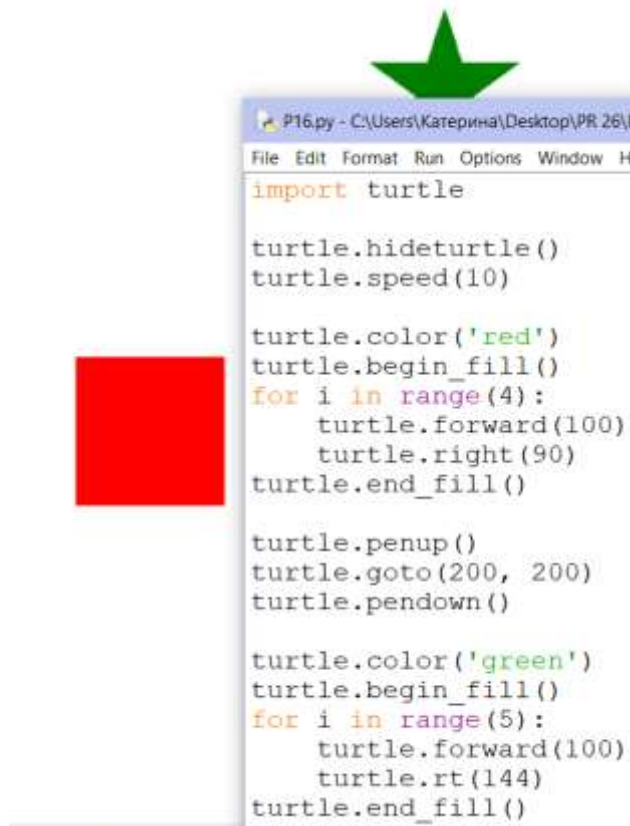 P16.py - C:\Users\Катерина\Desktop\PR 26\
File Edit Format Run Options Window H
import turtle
turtle.hideturtle()
turtle.speed(10)
turtle.color('red')
turtle.begin_fill()
for i in range(4):
    turtle.forward(100)
    turtle.right(90)
turtle.end_fill()
turtle.penup()
turtle.goto(200, 200)
turtle.pendown()
turtle.color('green')
turtle.begin_fill()
for i in range(5):
    turtle.forward(100)
    turtle.rt(144)
turtle.end_fill()